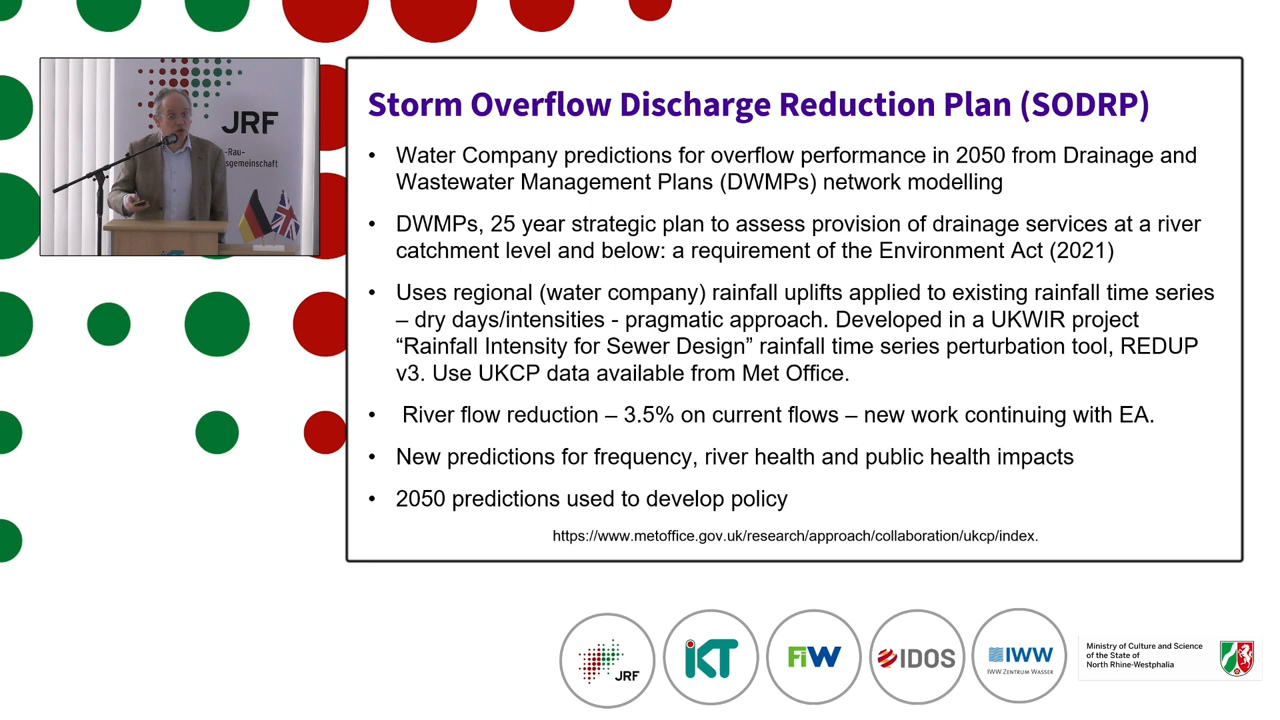 JRF
-Rau-
sgemeinschaft
Storm Overflow Discharge Reduction Plan (SODRP)
• Water Company predictions for overflow performance in 2050 from Drainage and
Wastewater Management Plans (DWMPs) network modelling
• DWMPs, 25 year strategic plan to assess provision of drainage services at a river
catchment level and below: a requirement of the Environment Act (2021)
• Uses regional (water company) rainfall uplifts applied to existing rainfall time series
– dry days/intensities - pragmatic approach. Developed in a UKWIR project
“Rainfall Intensity for Sewer Design” rainfall time series perturbation tool, REDUP
v3. Use UKCP data available from Met Office.
• River flow reduction – 3.5% on current flows – new work continuing with EA.
• New predictions for frequency, river health and public health impacts
• 2050 predictions used to develop policy
https://www.metoffice.gov.uk/research/approach/collaboration/ukcp/index.
JRF
iKT
FiW
IDOS
IWW
IWW ZENTRUM WASSER
Ministry of Culture and Science
of the State of
North Rhine-Westphalia